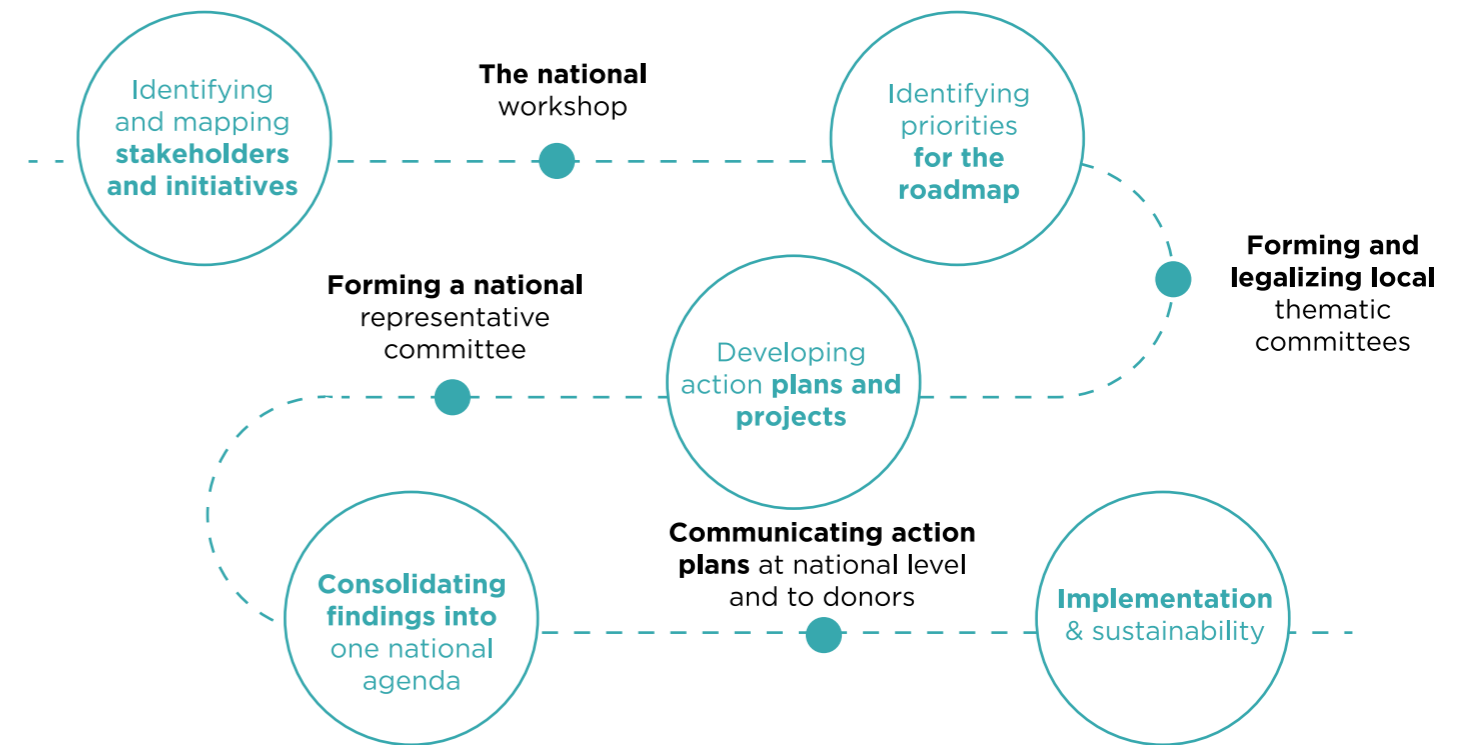 Identifying
and mapping
stakeholders
and initiatives
The national
workshop
Identifying
priorities
for the
roadmap
Forming and
legalizing local
thematic
committees
Developing
action plans and
projects
Forming a national
representative
committee
Consolidating
findings into
one national
agenda
Communicating action
plans at national level
and to donors
Implementation
& sustainability